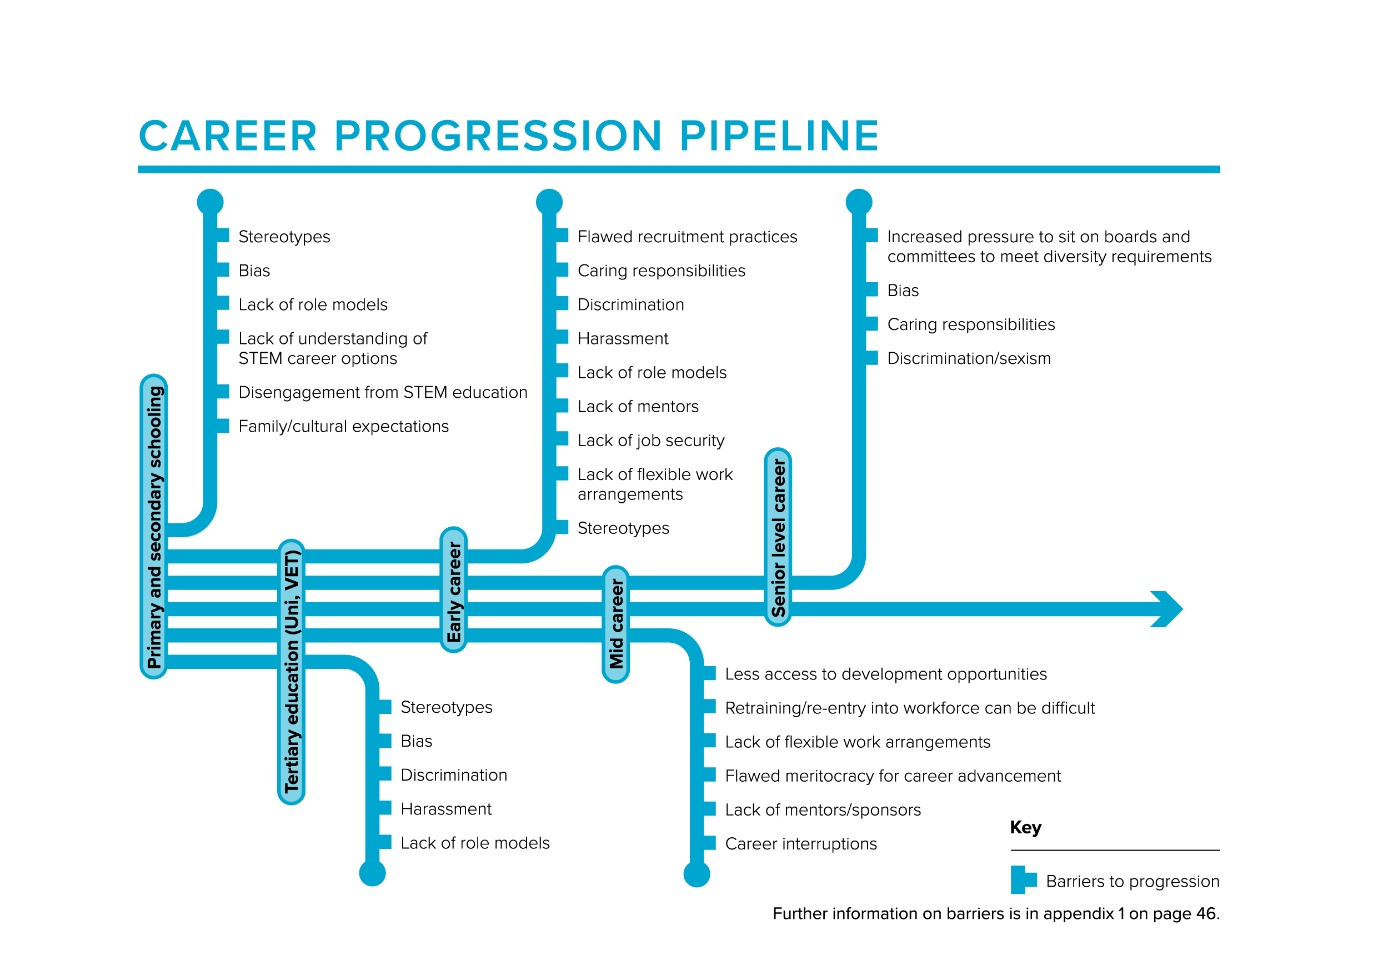 CAREER PROGRESSION PIPELINE
Primary and secondary schooling
Stereotypes
Bias
Lack of role models
Lack of understanding of
STEM career options
Disengagement from STEM education
Family/cultural expectations
Tertiary education (Uni, VET)
Stereotypes
Bias
Discrimination
Harassment
Lack of role models
Early career
Flawed recruitment practices
Caring responsibilities
Discrimination
Harassment
Lack of role models
Lack of mentors
Lack of job security
Lack of flexible work
arrangements
Stereotypes
Mid career
Less access to development opportunities
Retraining/re-entry into workforce can be difficult
Lack of flexible work arrangements
Flawed meritocracy for career advancement
Lack of mentors/sponsors
Career interruptions
Senior level career
Increased pressure to sit on boards and
committees to meet diversity requirements
Bias
Caring responsibilities
Discrimination/sexism
Key
Barriers to progression
Further information on barriers is in appendix 1 on page 46.